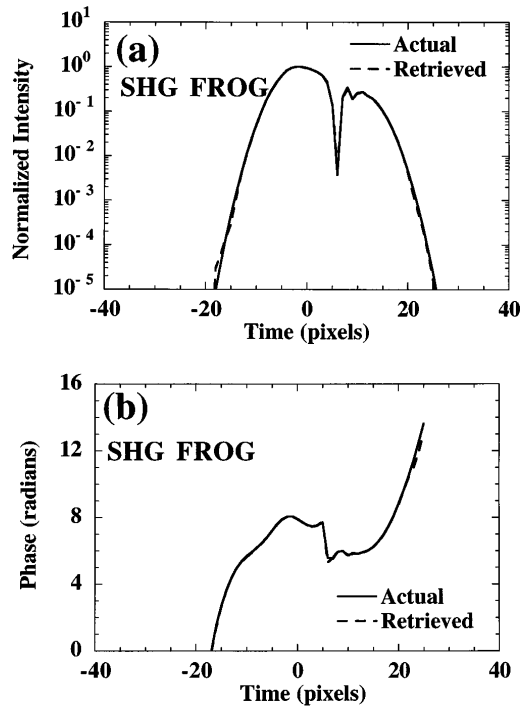 (a)
SHG FROG
Actual
Retrieved
Normalized Intensity
10^1
10^0
10^-1
10^-2
10^-3
10^-4
10^-5
-40 -20 0 20 40
Time (pixels)
(b)
SHG FROG
Phase (radians)
16
12
8
4
0
Actual
Retrieved
-40 -20 0 20 40
Time (pixels)